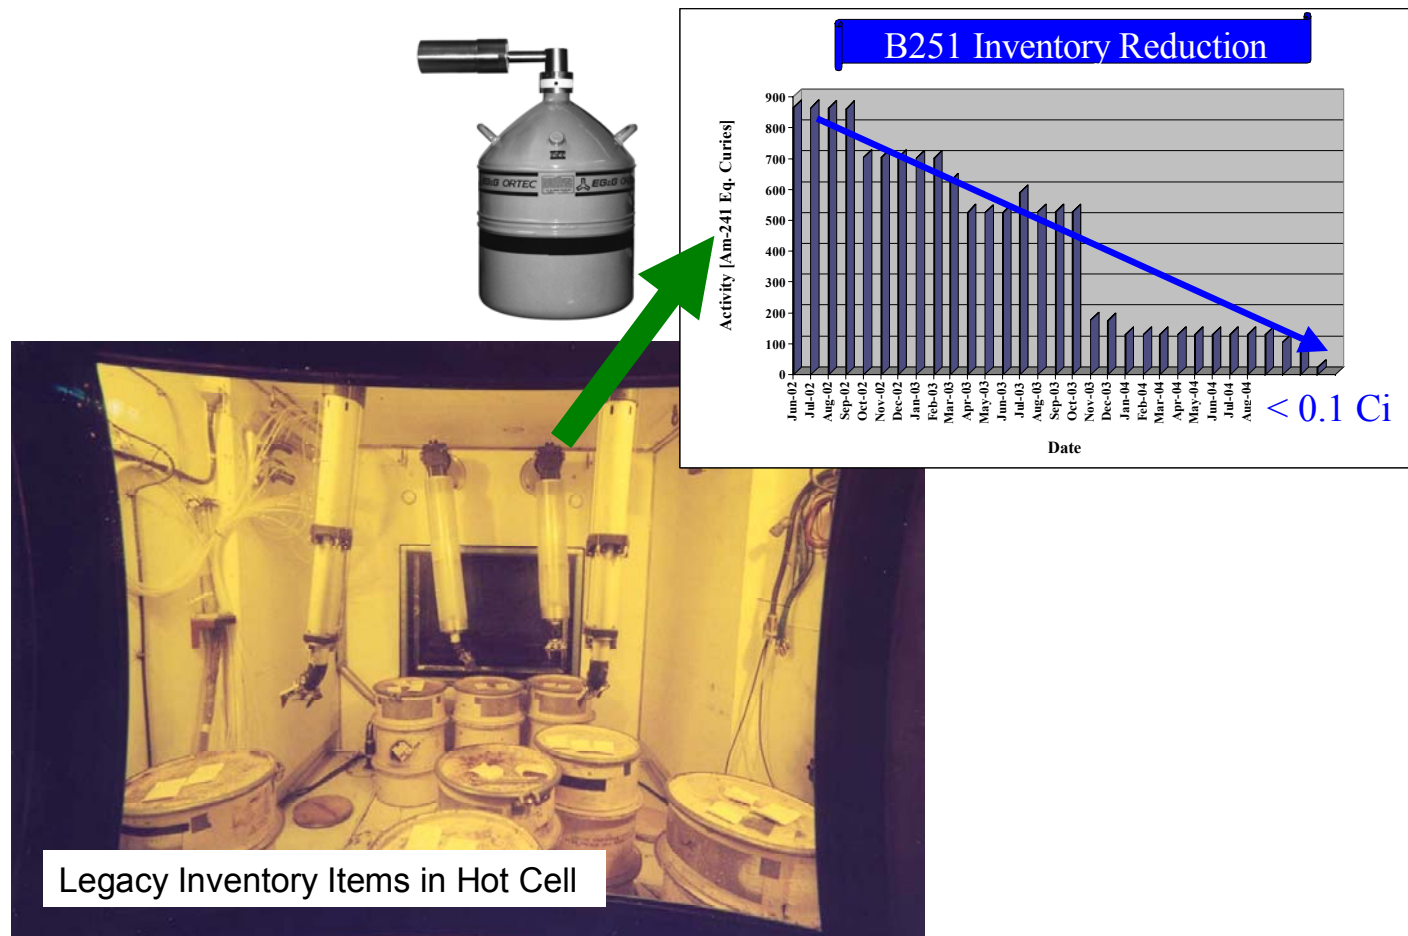 B251 Inventory Reduction
Activity [Am-241 Eq. Curies]
900
800
700
600
500
400
300
200
100
0
Jun-02
Jul-02
Aug-02
Sep-02
Oct-02
Nov-02
Dec-02
Jan-03
Feb-03
Mar-03
Apr-03
May-03
Jun-03
Jul-03
Aug-03
Sep-03
Oct-03
Nov-03
Dec-03
Jan-04
Feb-04
Mar-04
Apr-04
May-04
Jun-04
Jul-04
Aug-04
< 0.1 Ci
Date
EG&G ORTEC
EG&G
Legacy Inventory Items in Hot Cell